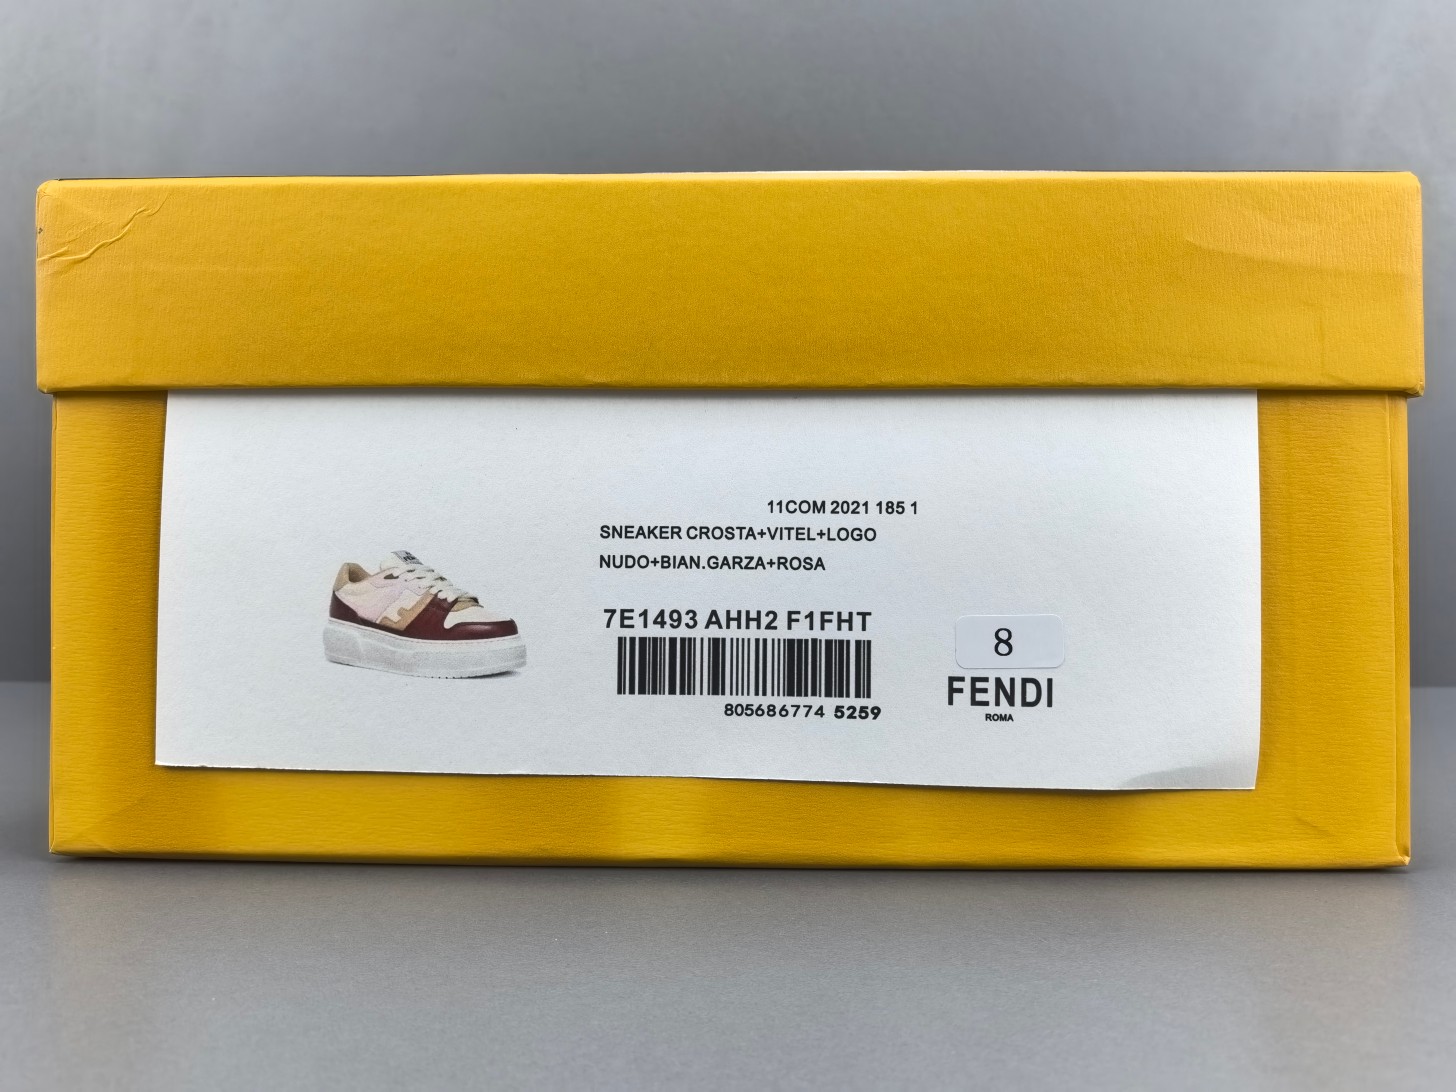 11COM 2021 185 1
SNEAKER CROSTA+VITEL+LOGO
NUDO+BIAN.GARZA+ROSA
7E1493 AHH2 F1FHT
805686774 5259
8
FENDI
ROMA